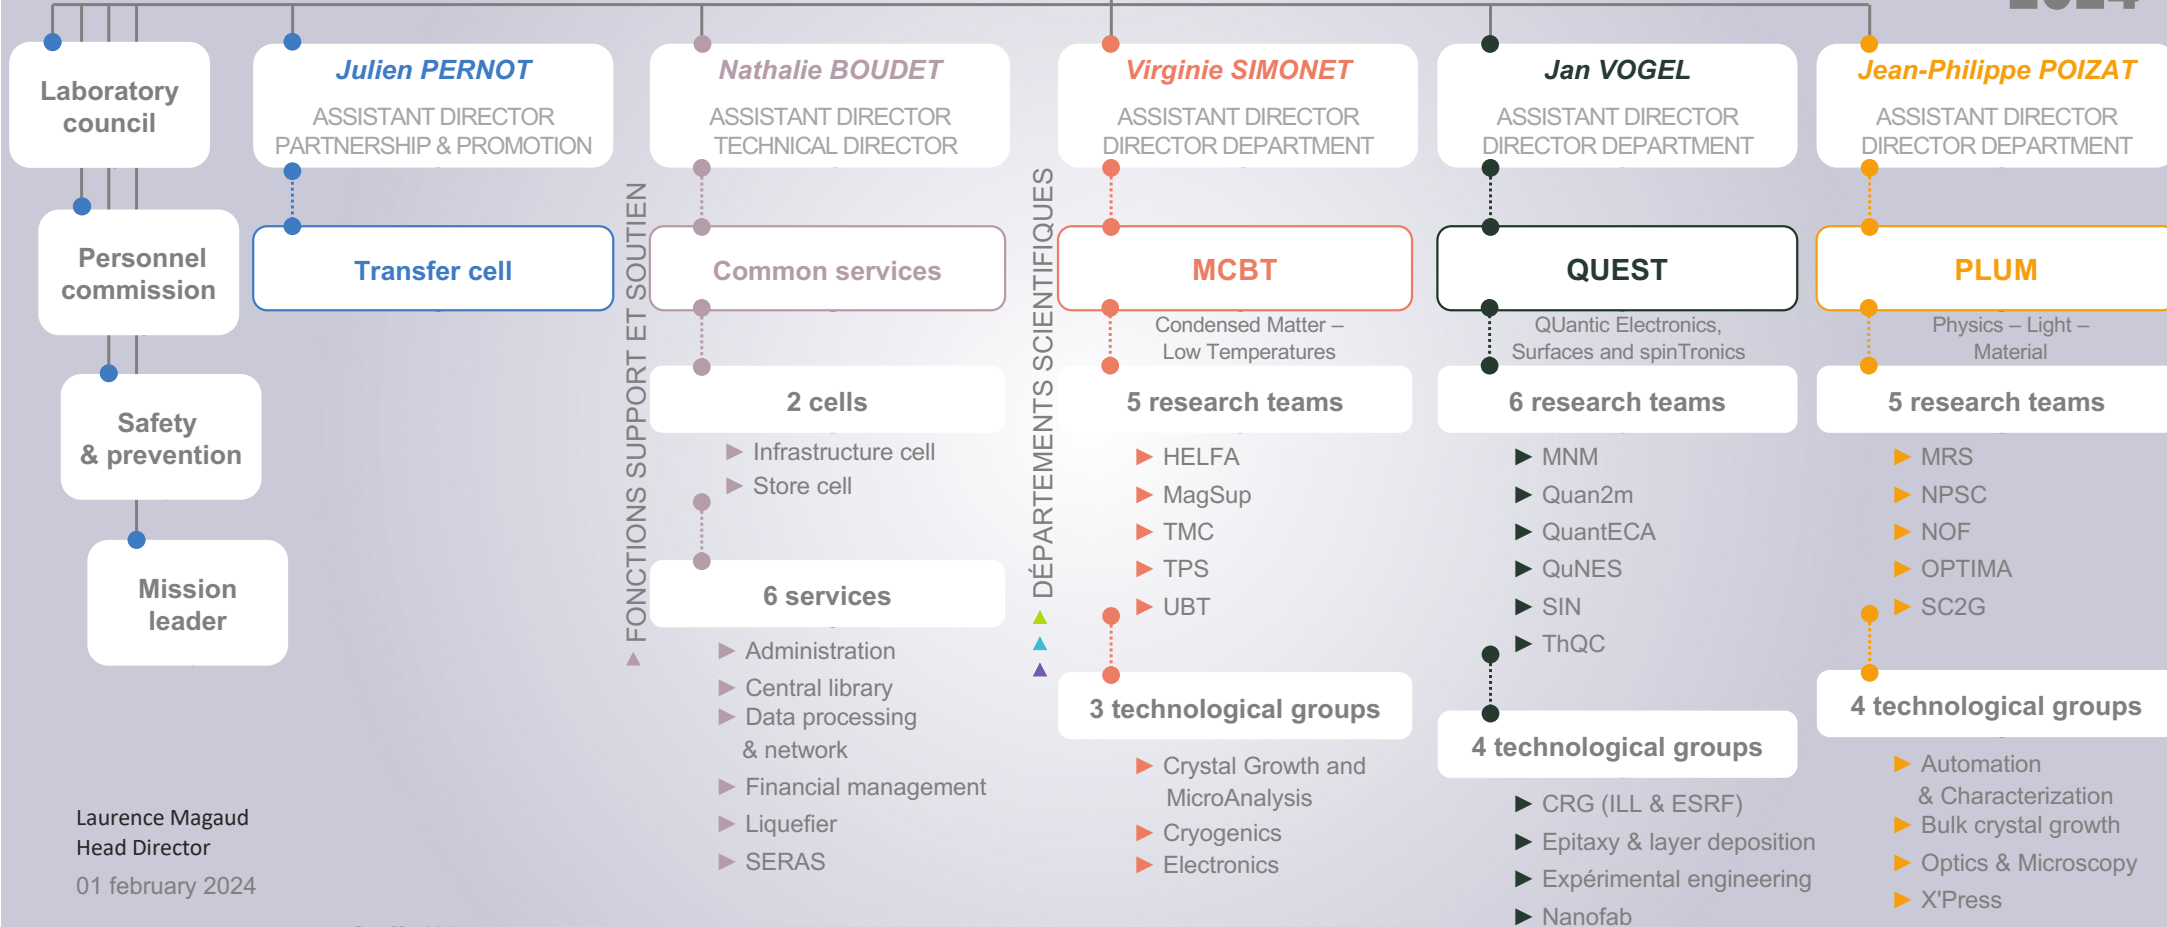 2024
Laboratory
council
Personnel
commission
Safety
& prevention
Mission
leader
Laurence Magaud
Head Director
01 february 2024
Julien PERNOT
ASSISTANT DIRECTOR
PARTNERSHIP & PROMOTION
Transfer cell
FONCTIONS SUPPORT ET SOUTIEN
Nathalie BOUDET
ASSISTANT DIRECTOR
TECHNICAL DIRECTOR
Common services
2 cells
Infrastructure cell
Store cell
6 services
Administration
Central library
Data processing
& network
Financial management
Liquefier
SERAS
DÉPARTEMENTS SCIENTIFIQUES
Virginie SIMONET
ASSISTANT DIRECTOR
DIRECTOR DEPARTMENT
MCBT
Condensed Matter –
Low Temperatures
5 research teams
HELFA
MagSup
TMC
TPS
UBT
3 technological groups
Crystal Growth and
MicroAnalysis
Cryogenics
Electronics
Jan VOGEL
ASSISTANT DIRECTOR
DIRECTOR DEPARTMENT
QUEST
QUantic Electronics,
Surfaces and spinTronics
6 research teams
MNM
Quan2m
QuantECA
QuNES
SIN
ThQC
4 technological groups
CRG (ILL & ESRF)
Epitaxy & layer deposition
Expérimental engineering
Nanofab
Jean-Philippe POIZAT
ASSISTANT DIRECTOR
DIRECTOR DEPARTMENT
PLUM
Physics – Light –
Material
5 research teams
MRS
NPSC
NOF
OPTIMA
SC2G
4 technological groups
Automation
& Characterization
Bulk crystal growth
Optics & Microscopy
X'Press